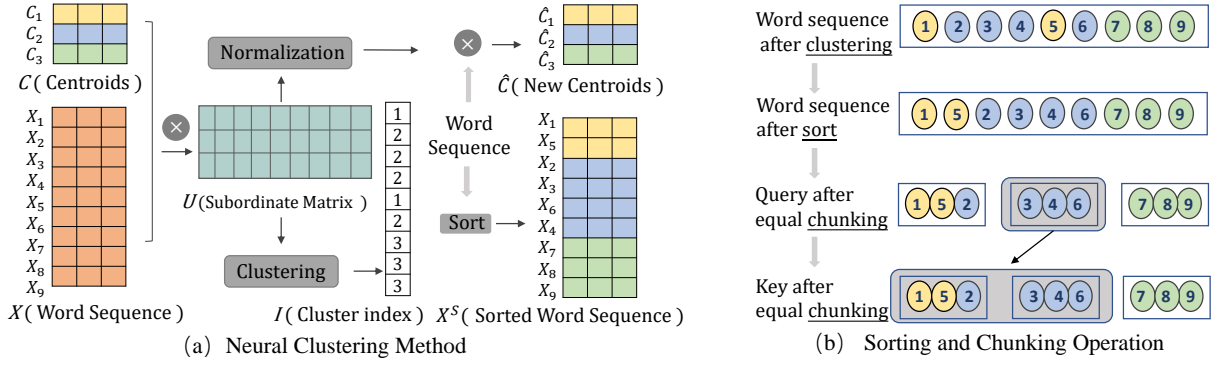 C₁
C₂
C₃
C( Centroids)
X₁
X₂
X₃
X₄
X₅
X₆
X₇
X₈
X₉
X( Word Sequence )
×
Normalization
U(Subordinate Matrix )
Clustering
1
2
2
2
1
2
3
3
3
I( Cluster index)
×
Word
Sequence
Sort
Ĉ₁
Ĉ₂
Ĉ₃
Ĉ( New Centroids)
X₁
X₅
X₂
X₃
X₆
X₄
X₇
X₈
X₉
Xˢ( Sorted Word Sequence )
(a) Neural Clustering Method
Word sequence
after clustering
1 2 3 4 5 6 7 8 9
Word sequence
after sort
1 5 2 3 4 6 7 8 9
Query after
equal chunking
1 5 2 3 4 6 7 8 9
Key after
equal chunking
1 5 2 3 4 6 7 8 9
(b) Sorting and Chunking Operation